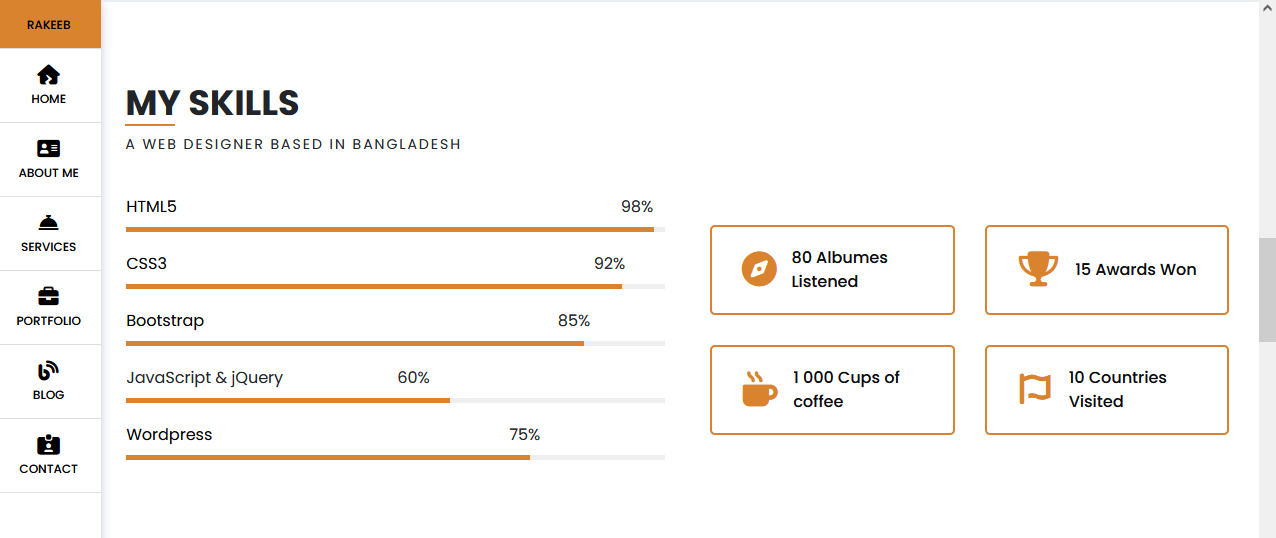 RAKEEB
HOME
ABOUT ME
SERVICES
PORTFOLIO
BLOG
CONTACT
MY SKILLS
A WEB DESIGNER BASED IN BANGLADESH
HTML5 98%
CSS3 92%
Bootstrap 85%
JavaScript & jQuery 60%
Wordpress 75%
80 Albumes
Listened
15 Awards Won
1 000 Cups of
coffee
10 Countries
Visited